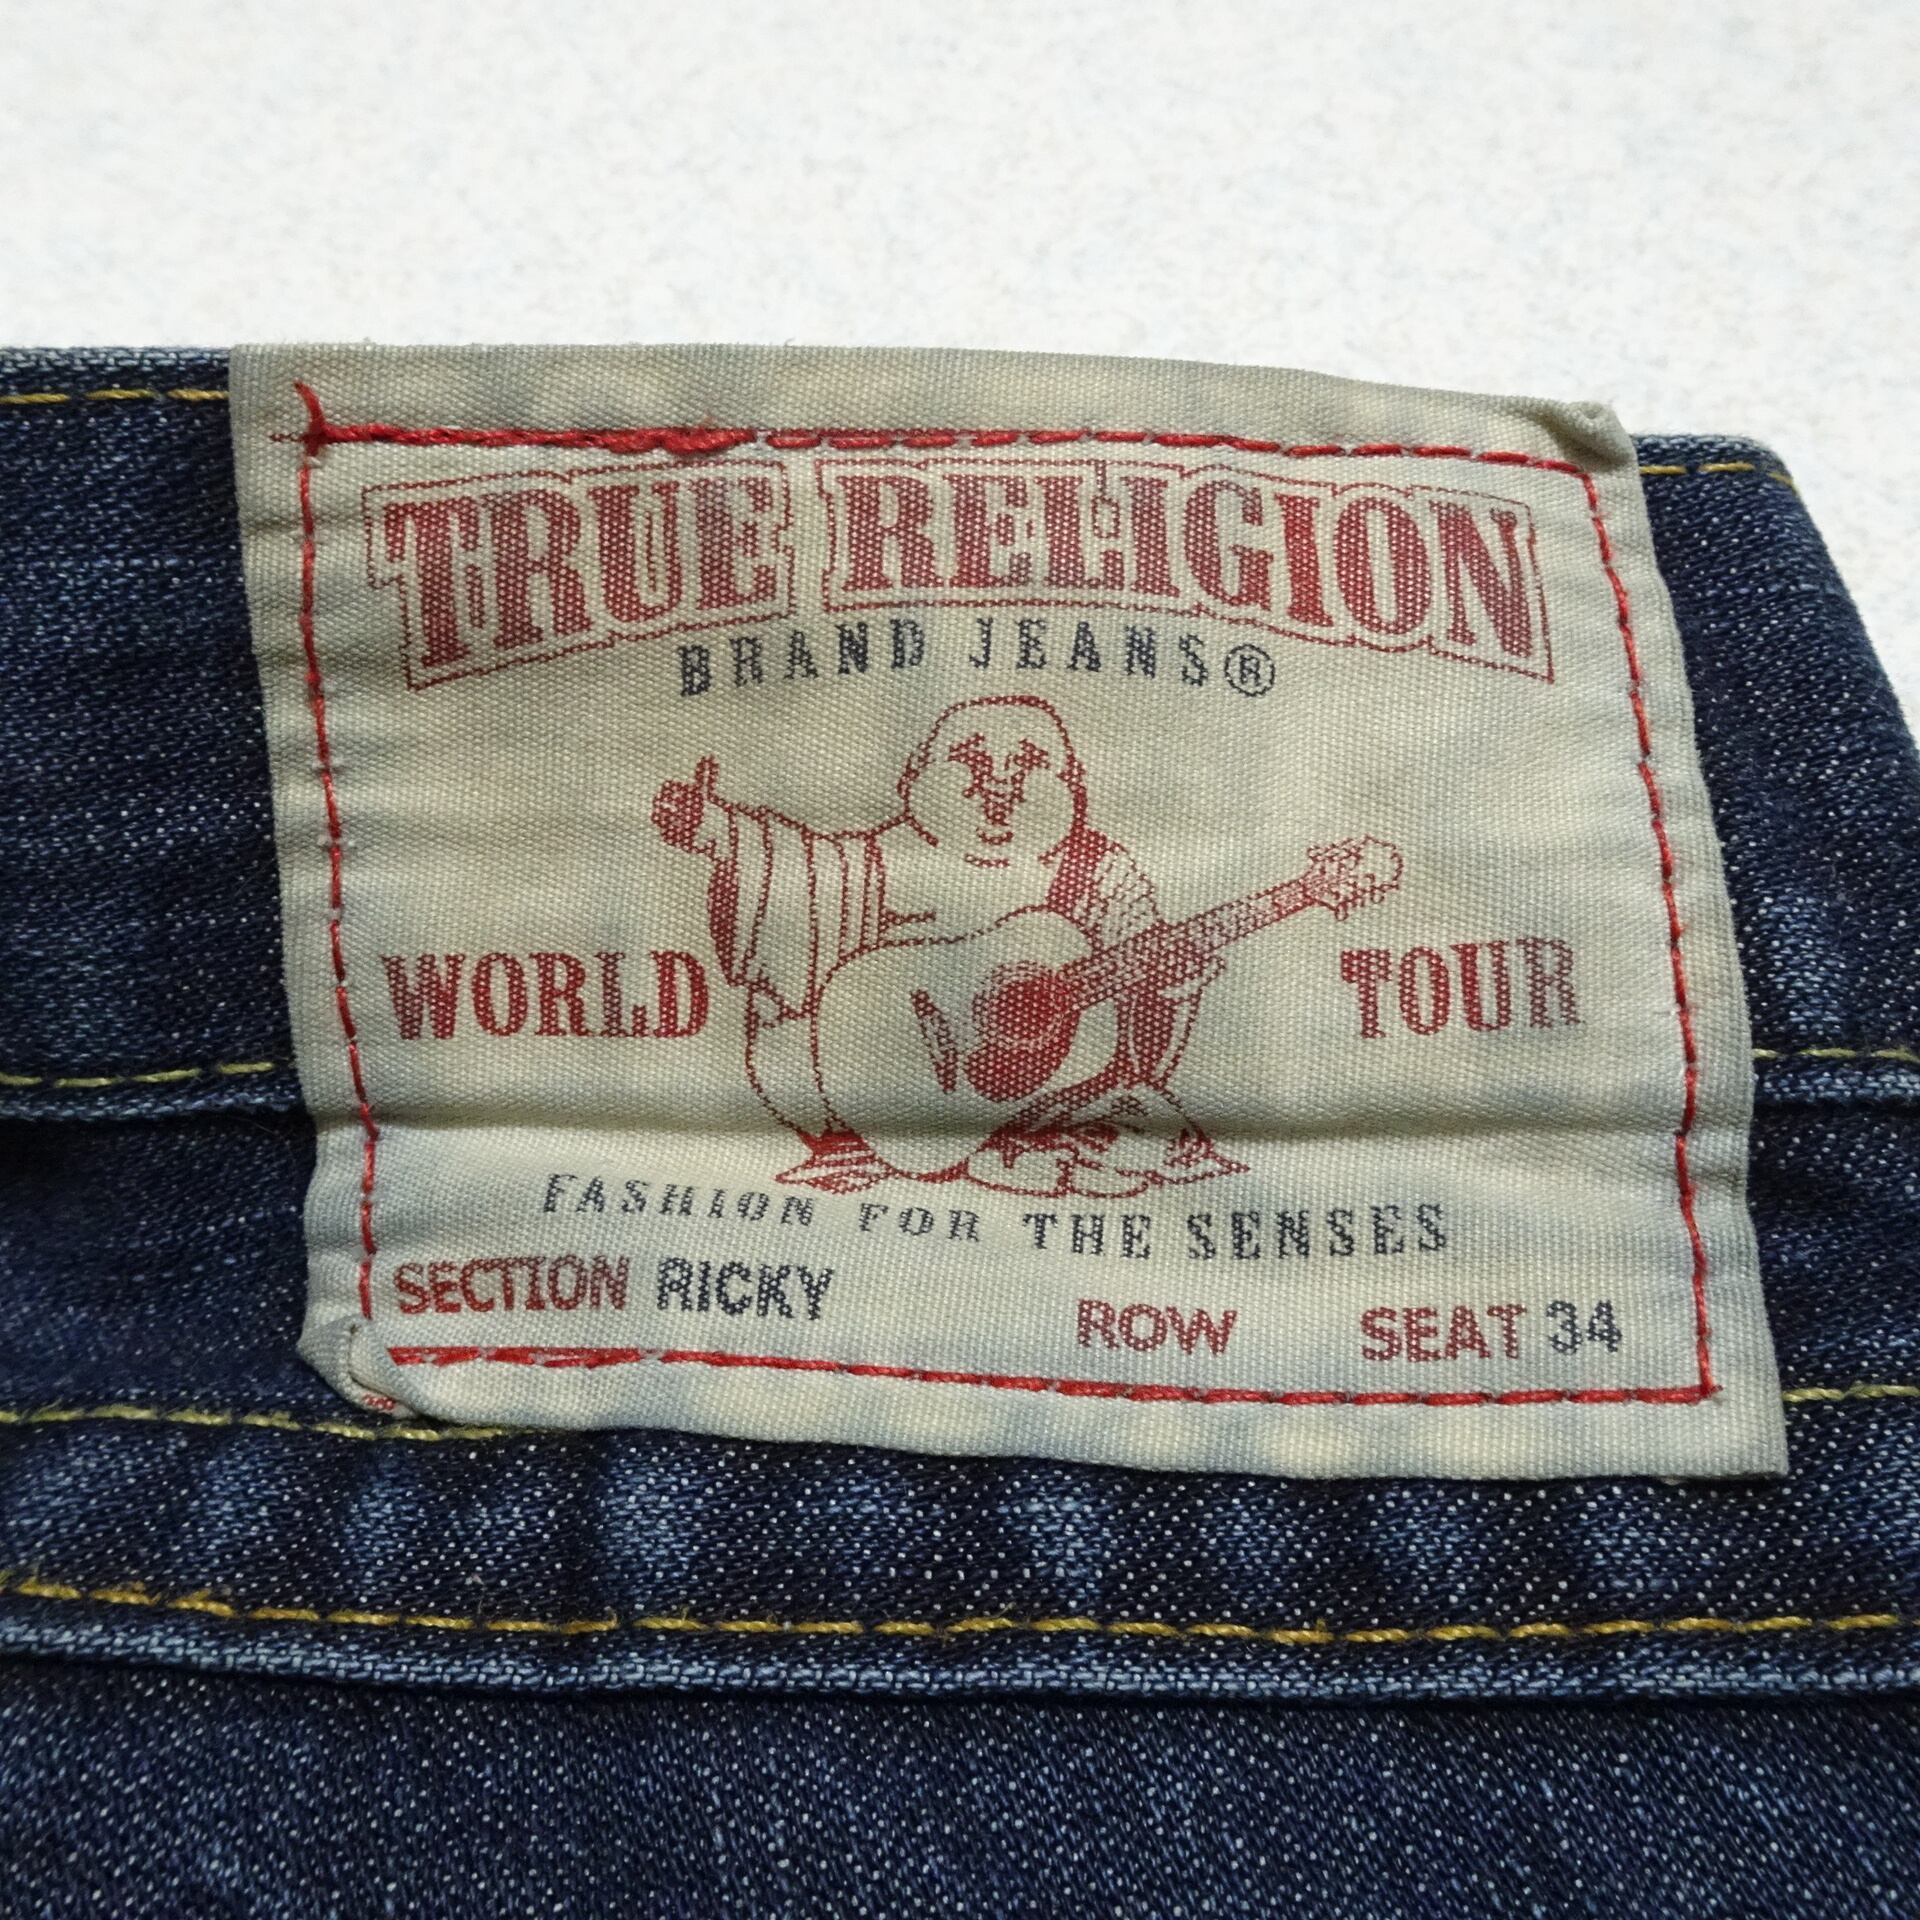 TRUE RELIGION
BRAND JEANS®
WORLD TOUR
FASHION FOR THE SENSES
SECTION RICKY ROW SEAT 34